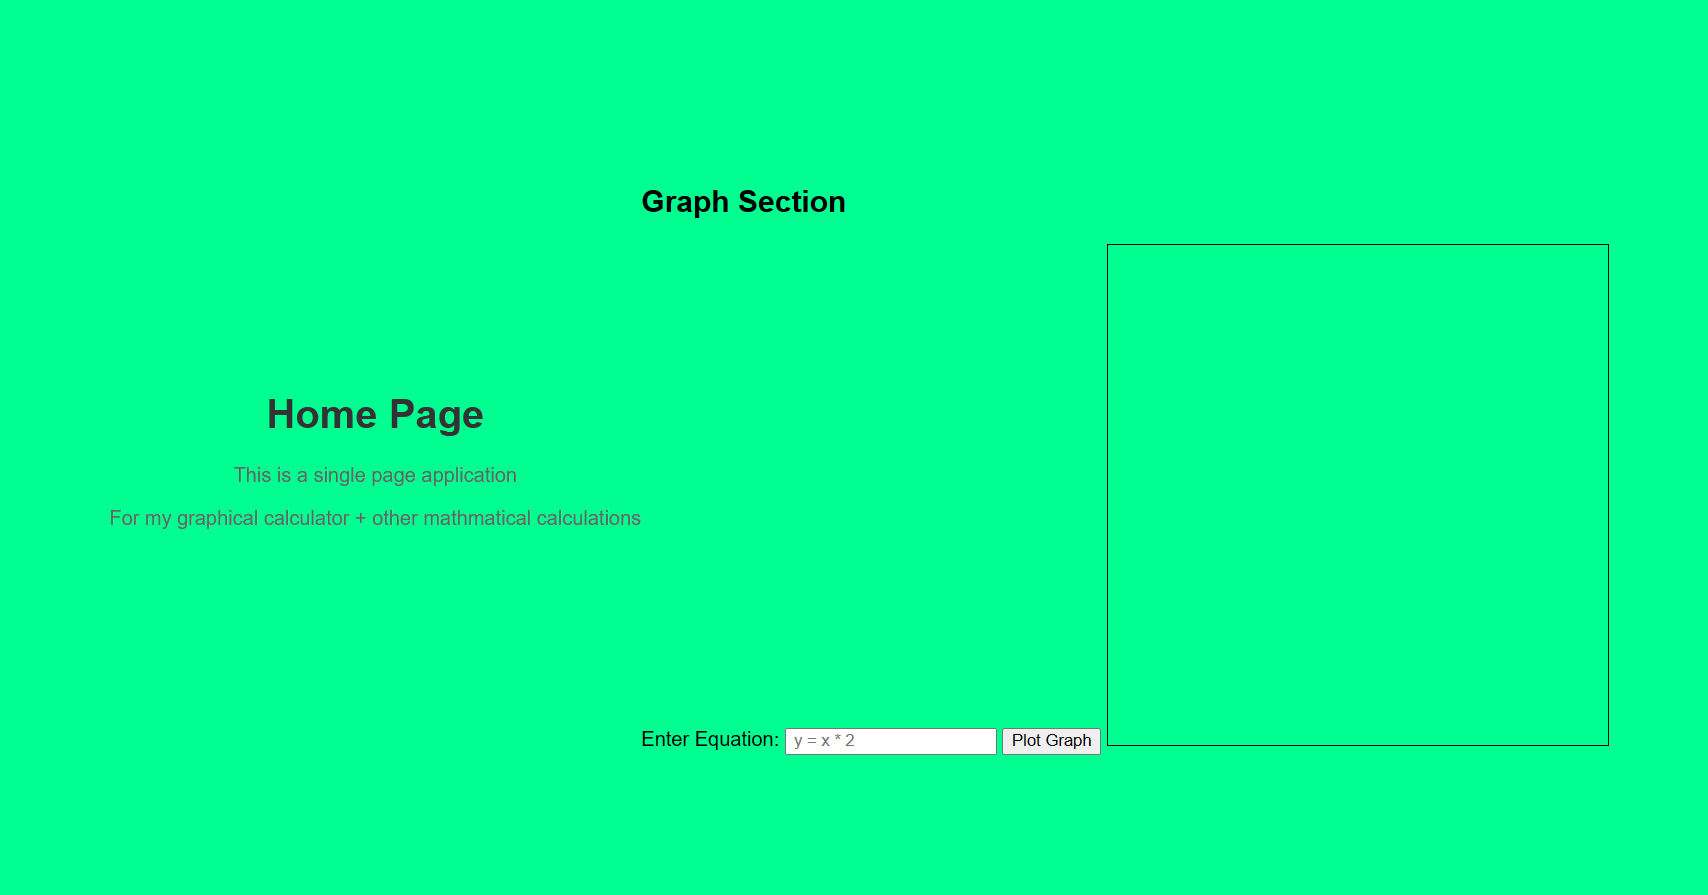 Graph Section
Home Page
This is a single page application
For my graphical calculator + other mathmatical calculations
Enter Equation: y = x * 2 Plot Graph